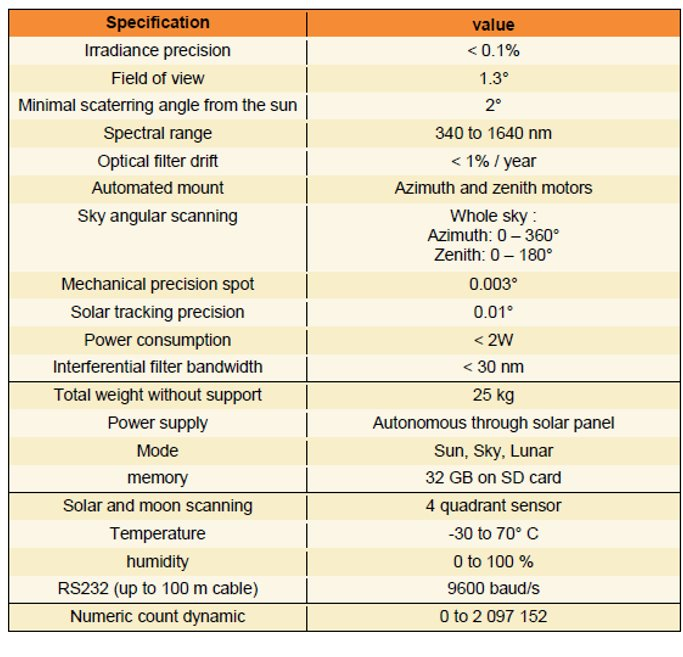 Specification value
Irradiance precision < 0.1%
Field of view 1.3°
Minimal scaterring angle from the sun 2°
Spectral range 340 to 1640 nm
Optical filter drift < 1% / year
Automated mount Azimuth and zenith motors
Sky angular scanning Whole sky :
Azimuth: 0 – 360°
Zenith: 0 – 180°
Mechanical precision spot 0.003°
Solar tracking precision 0.01°
Power consumption < 2W
Interferential filter bandwidth < 30 nm
Total weight without support 25 kg
Power supply Autonomous through solar panel
Mode Sun, Sky, Lunar
memory 32 GB on SD card
Solar and moon scanning 4 quadrant sensor
Temperature -30 to 70° C
humidity 0 to 100 %
RS232 (up to 100 m cable) 9600 baud/s
Numeric count dynamic 0 to 2 097 152